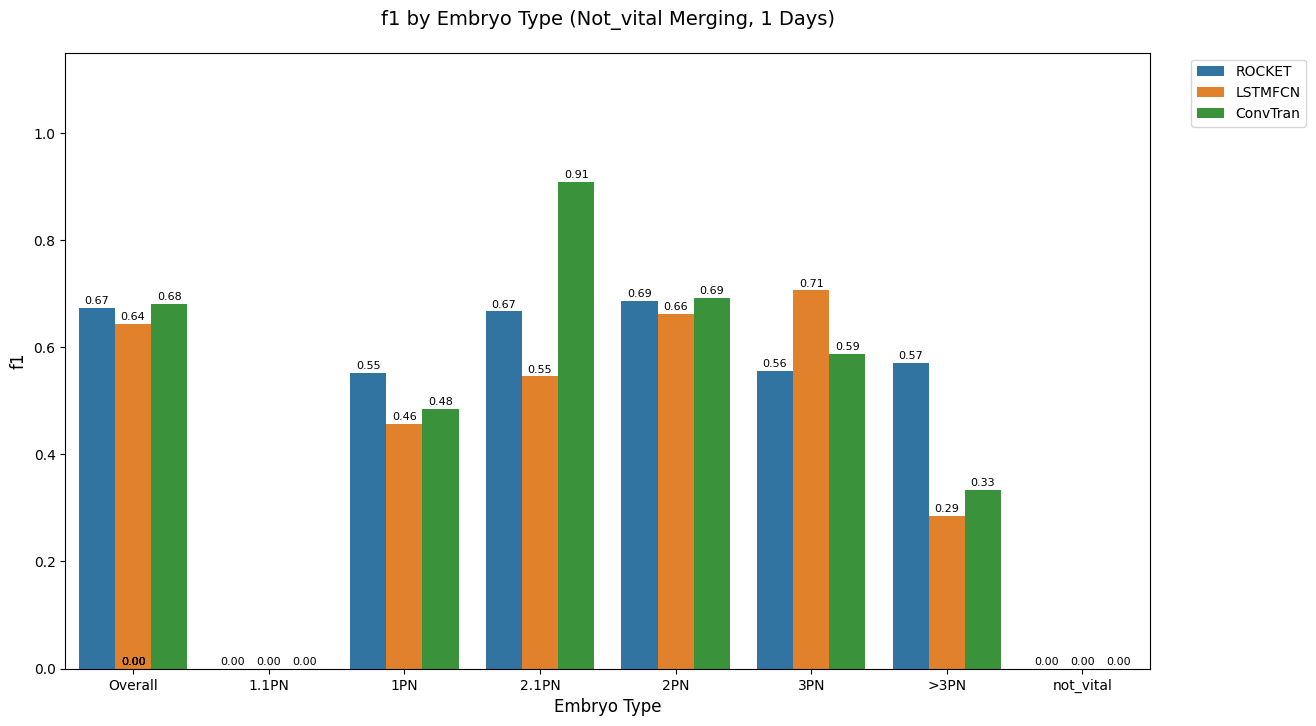 f1 by Embryo Type (Not_vital Merging, 1 Days)
ROCKET
LSTMFCN
ConvTran
f1
1.0
0.8
0.6
0.4
0.2
0.0
0.67
0.64
0.68
0.00
0.00 0.00 0.00
0.55
0.46
0.48
0.67
0.55
0.91
0.69
0.66
0.69
0.56
0.71
0.59
0.57
0.29
0.33
0.00 0.00 0.00
Overall 1.1PN 1PN 2.1PN 2PN 3PN >3PN not_vital
Embryo Type